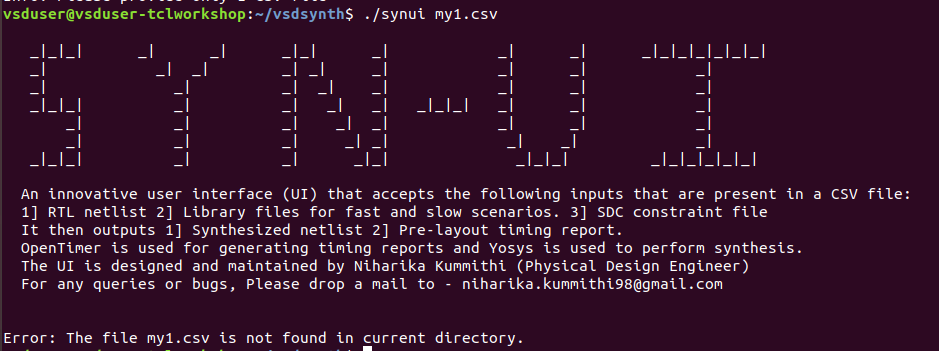 vsduser@vsduser-tclworkshop:~/vsdsynth$ ./synui my1.csv
SYN-UI
An innovative user interface (UI) that accepts the following inputs that are present in a CSV file:
1] RTL netlist 2] Library files for fast and slow scenarios. 3] SDC constraint file
It then outputs 1] Synthesized netlist 2] Pre-layout timing report.
OpenTimer is used for generating timing reports and Yosys is used to perform synthesis.
The UI is designed and maintained by Niharika Kummithi (Physical Design Engineer)
For any queries or bugs, Please drop a mail to - niharika.kummithi98@gmail.com
Error: The file my1.csv is not found in current directory.